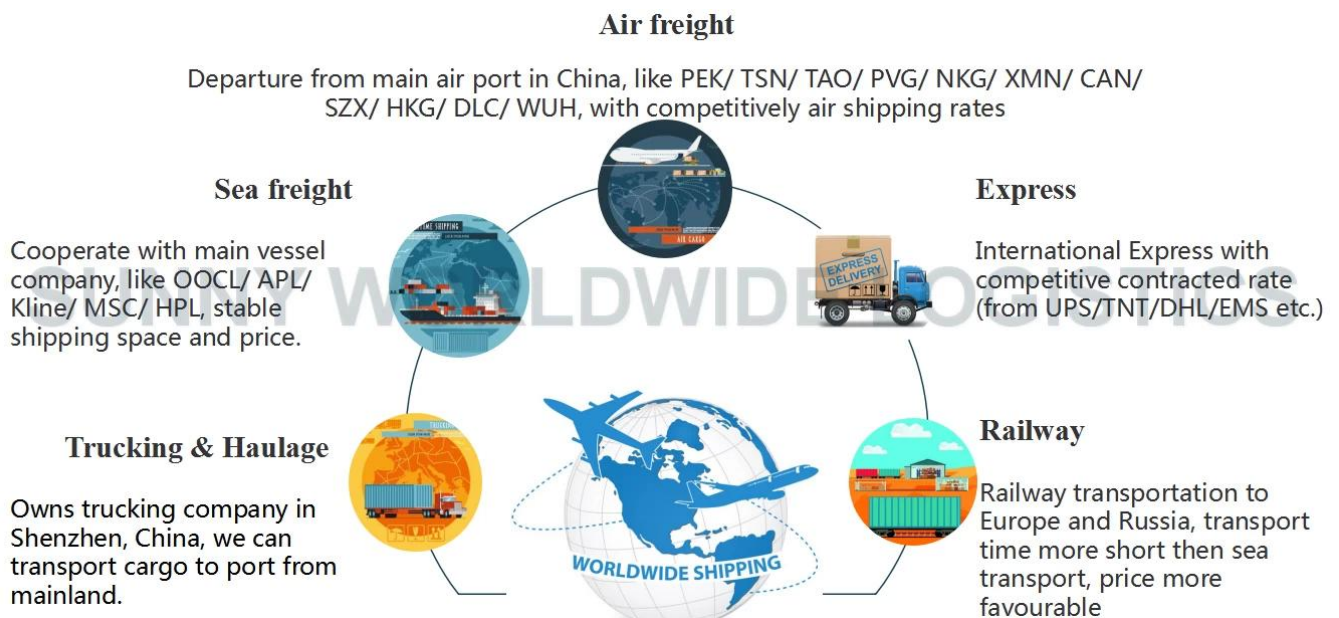 Air freight
Departure from main air port in China, like PEK/ TSN/ TAO/ PVG/ NKG/ XMN/ CAN/
SZX/ HKG/ DLC/ WUH, with competitively air shipping rates
Sea freight
Cooperate with main vessel
company, like OOCL/ APL/
Kline/ MSC/ HPL, stable
shipping space and price.
Express
International Express with
competitive contracted rate
(from UPS/TNT/DHL/EMS etc.)
SUNNY WORLDWIDE LOGISTICS
AIR CARGO
EXPRESS
DELIVERY
Trucking & Haulage
Owns trucking company in
Shenzhen, China, we can
transport cargo to port from
mainland.
Railway
Railway transportation to
Europe and Russia, transport
time more short then sea
transport, price more
favourable
WORLDWIDE SHIPPING